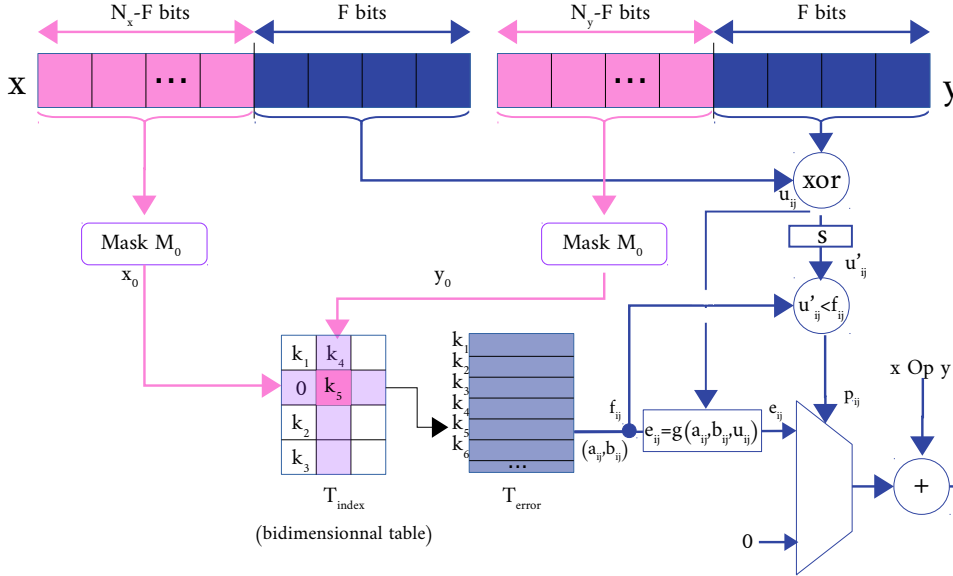 Nx-F bits F bits Ny-F bits F bits
x ... ... y
xor
uij
Mask M0 Mask M0 s
x0 y0 u'ij
u'ij<fij
k1 k4
0 k5
k2
k3
k1
k2
k3
k4
k5
k6
...
x Op y
pij
fij eij
eij=g(aij,bij,uij)
(aij,bij)
+
Tindex Terror
(bidimensionnal table) 0